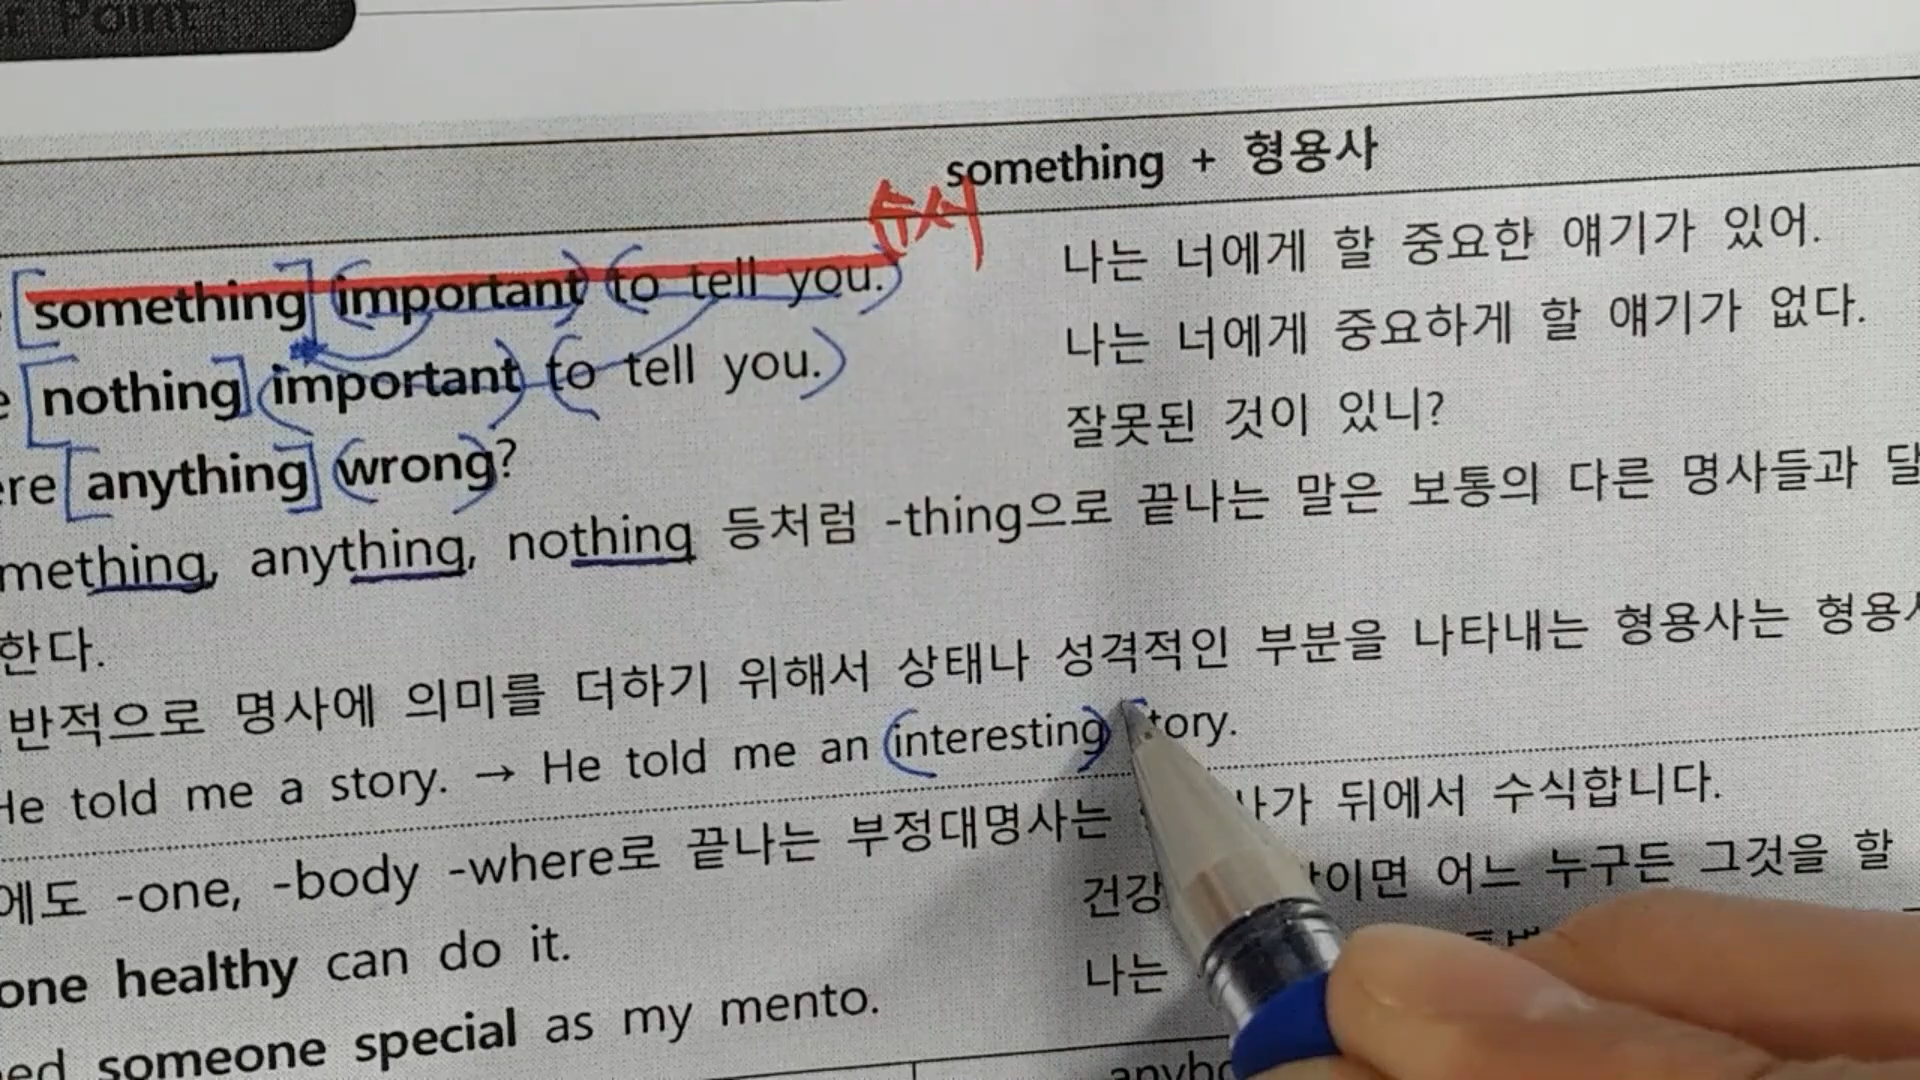 Point
something + 형용사
주서
something important to tell you. 나는 너에게 할 중요한 얘기가 있어.
nothing important to tell you. 나는 너에게 중요하게 할 얘기가 없다.
anything wrong? 잘못된 것이 있니?
mething, anything, nothing 등처럼 -thing으로 끝나는 말은 보통의 다른 명사들과 달
한다.
반적으로 명사에 의미를 더하기 위해서 상태나 성격적인 부분을 나타내는 형용사는
He told me a story. → He told me an interesting story.
에도 -one, -body -where로 끝나는 부정대명사는 뒤에서 수식합니다.
one healthy can do it. 건강 이면 어느 누구든 그것을 할
someone special as my mento. 나는